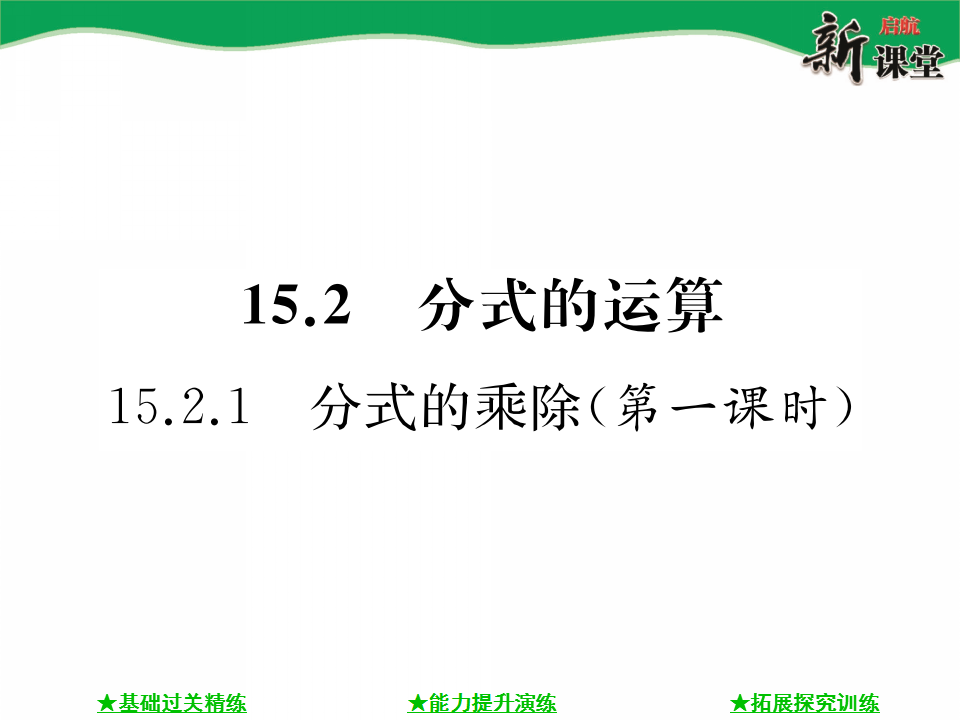 启航
新课堂
15.2 分式的运算
15.2.1 分式的乘除(第一课时)
★基础过关精练 ★能力提升演练 ★拓展探究训练